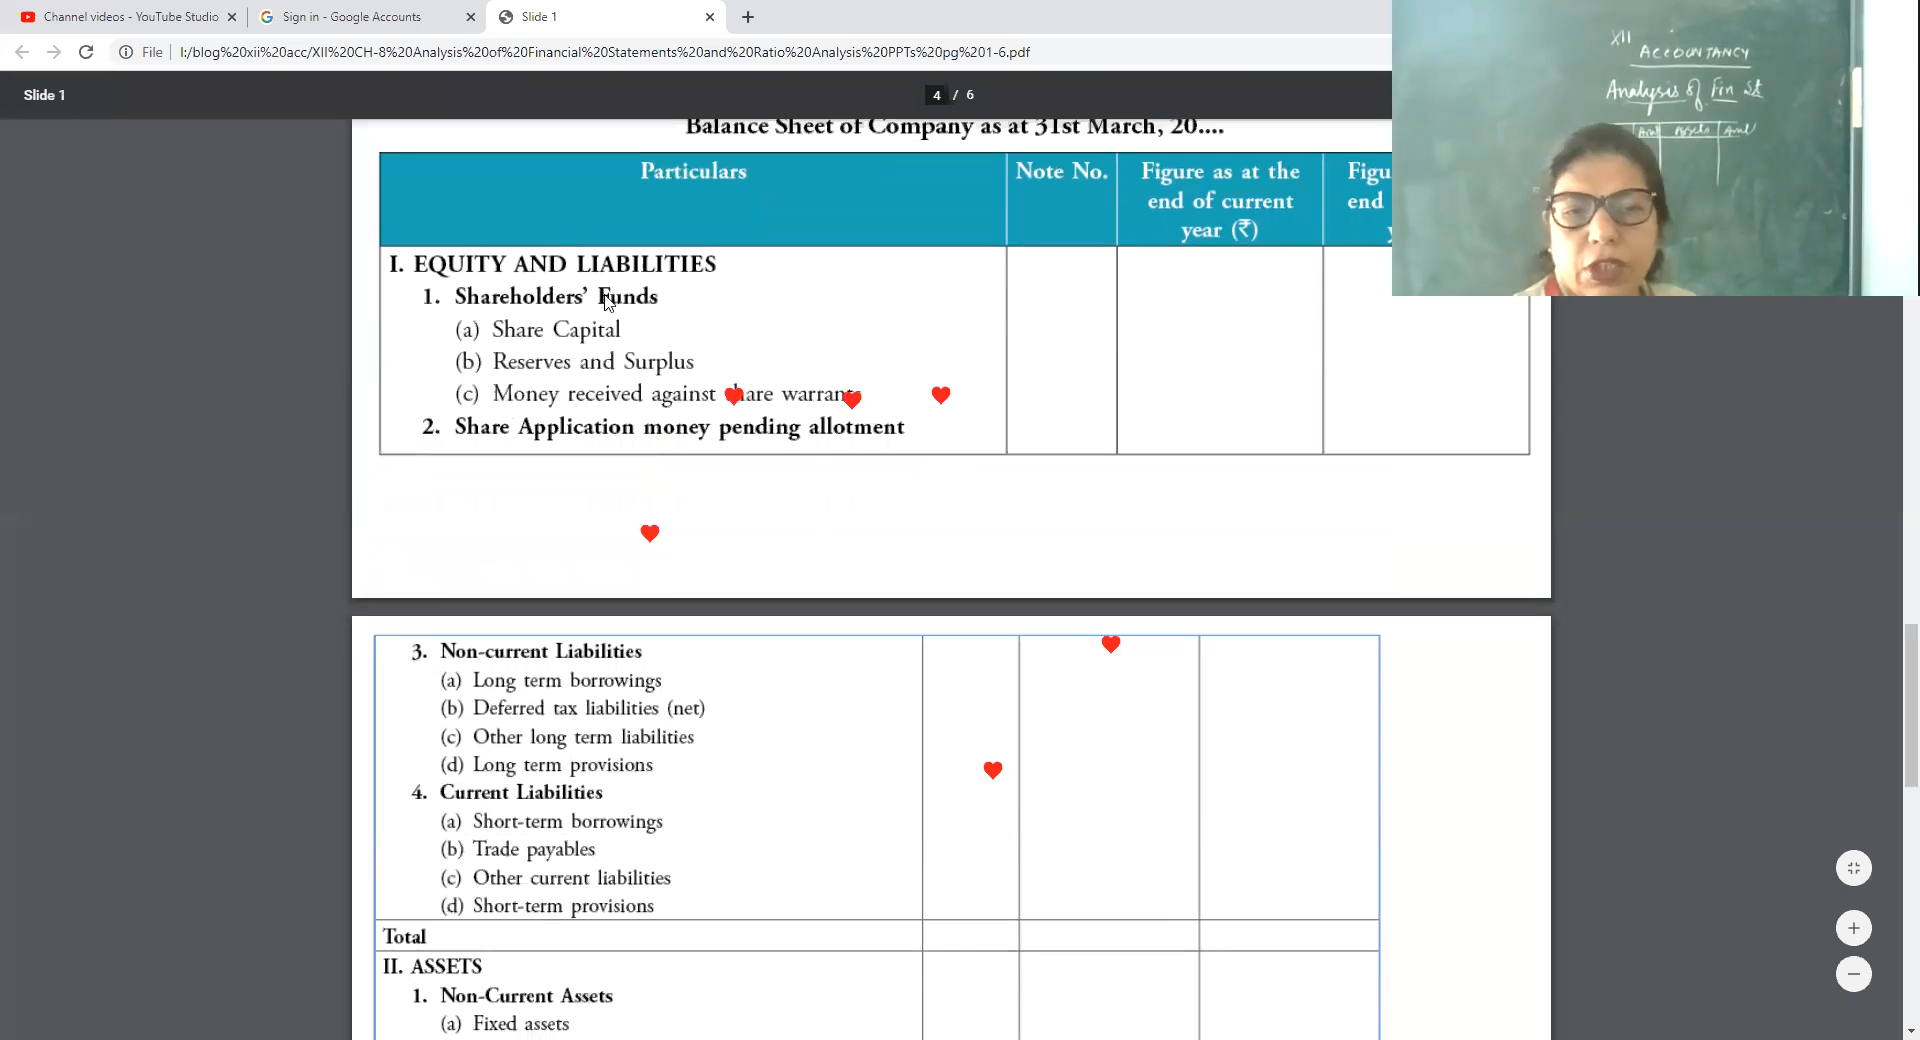 Channel videos - YouTube Studio
Sign in - Google Accounts
Slide 1
File
I:/blog%20xii%20acc/XII%20CH-8%20Analysis%20of%20Financial%20Statements%20and%20Ratio%20Analysis%20PPTs%20pg%201-6.pdf
Slide 1
4 / 6
XII
ACCOUNTANCY
Analysis of Fin St
Assets Amt
Balance Sheet of Company as at 31st March, 20....
Particulars
Note No.
Figure as at the
end of current
year (₹)
Figu
end
I. EQUITY AND LIABILITIES
1. Shareholders' Funds
(a) Share Capital
(b) Reserves and Surplus
(c) Money received against share warrants
2. Share Application money pending allotment
3. Non-current Liabilities
(a) Long term borrowings
(b) Deferred tax liabilities (net)
(c) Other long term liabilities
(d) Long term provisions
4. Current Liabilities
(a) Short-term borrowings
(b) Trade payables
(c) Other current liabilities
(d) Short-term provisions
Total
II. ASSETS
1. Non-Current Assets
(a) Fixed assets